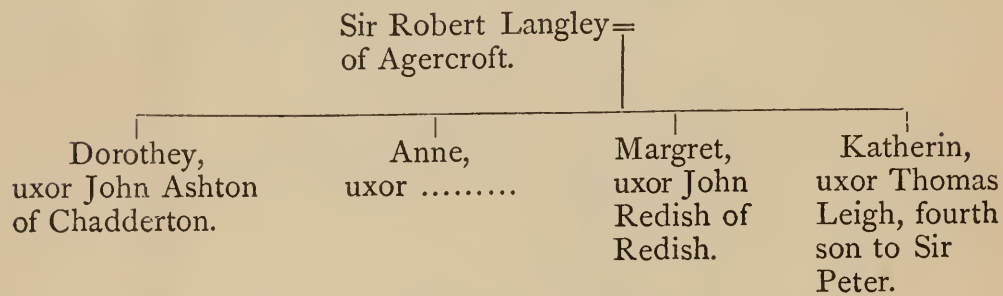 Sir Robert Langley=
of Agercroft.
Dorothey,
uxor John Ashton
of Chadderton.
Anne,
uxor .........
Margret,
uxor John
Redish of
Redish.
Katherin,
uxor Thomas
Leigh, fourth
son to Sir
Peter.